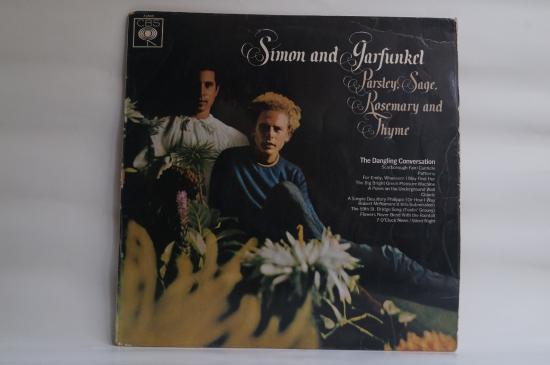 CBS
Simon and Garfunkel
Parsley, Sage,
Rosemary and
Thyme
The Dangling Conversation
Scarborough Fair/Canticle
Patterns
For Emily, Whenever I May Find Her
The Big Bright Green Pleasure Machine
A Poem on the Underground Wall
Cloudy
A Simple Desultory Philippic (Or How I Was
Robert McNamara'd Into Submission)
The 59th St. Bridge Song (Feelin' Groovy)
Flowers Never Bend With the Rainfall
7 O'Clock News / Silent Night